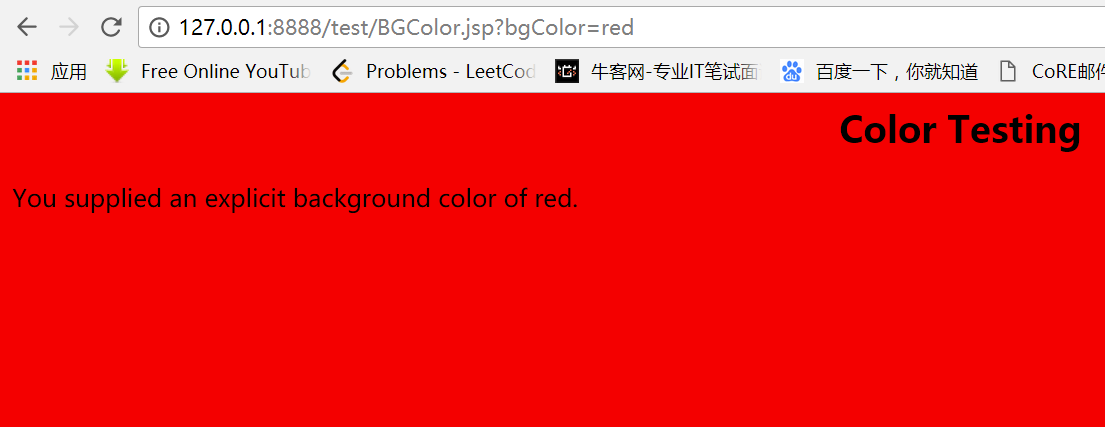 127.0.0.1:8888/test/BGColor.jsp?bgColor=red
应用 Free Online YouTub Problems - LeetCod 牛客网-专业IT笔试面 百度一下，你就知道 CoRE邮件
Color Testing
You supplied an explicit background color of red.